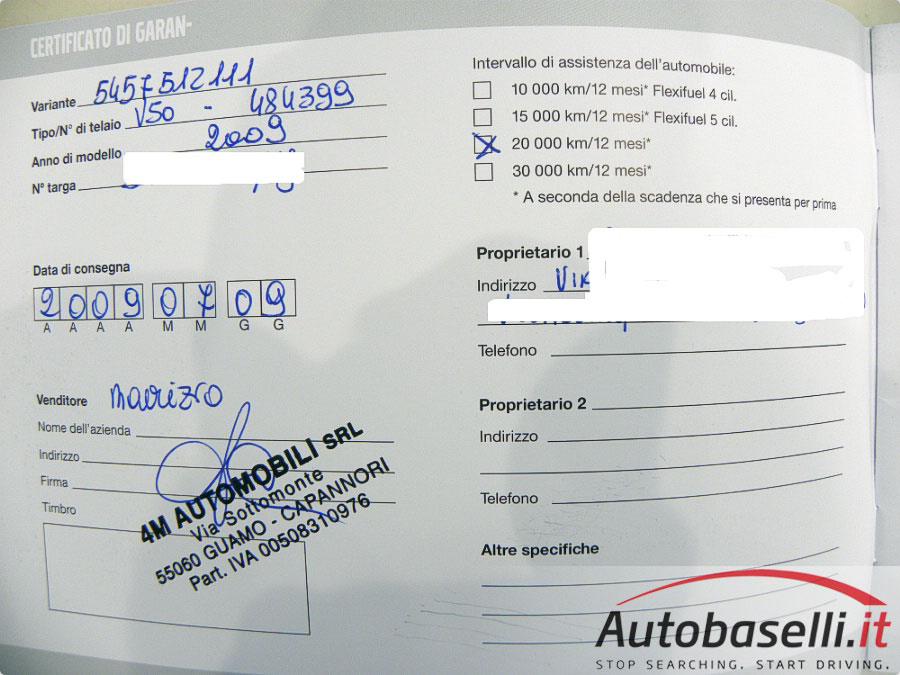 CERTIFICATO DI GARAN-
Variante 5457512111
Tipo/N° di telaio V50 - 484399
Anno di modello 2009
N° targa
Data di consegna
2009 07 09
A A A A M M G G
Venditore Maurizio
Nome dell'azienda
Indirizzo
Firma
Timbro
4M AUTOMOBILI SRL
Via Sottomonte
55060 GUAMO - CAPANNORI
Part. IVA 00508310976
Intervallo di assistenza dell'automobile:
10 000 km/12 mesi* Flexifuel 4 cil.
15 000 km/12 mesi* Flexifuel 5 cil.
20 000 km/12 mesi*
30 000 km/12 mesi*
* A seconda della scadenza che si presenta per prima
Proprietario 1
Indirizzo VIA
Telefono
Proprietario 2
Indirizzo
Telefono
Altre specifiche
Autobaselli.it
STOP SEARCHING. START DRIVING.